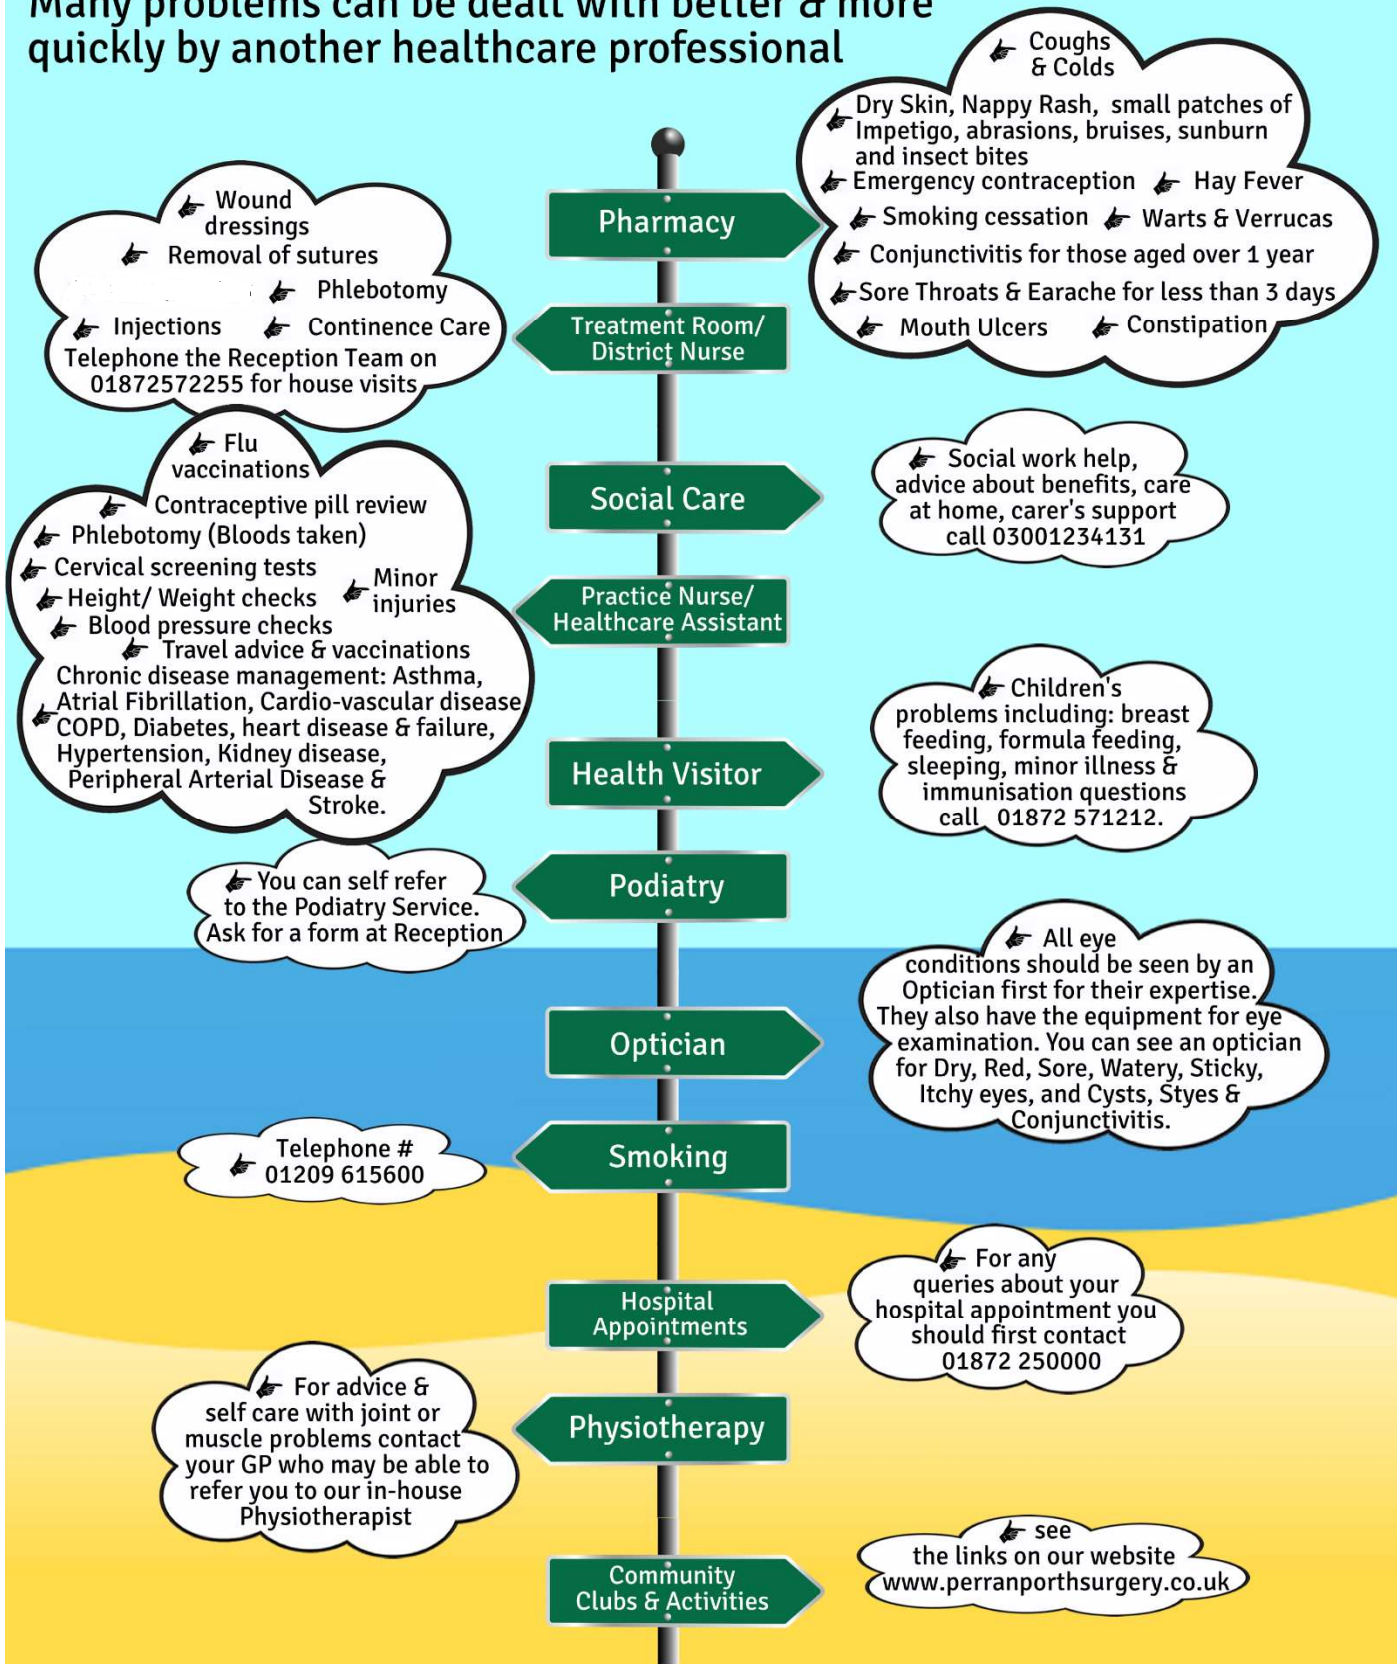 Many problems can be dealt with better & more
quickly by another healthcare professional
Pharmacy
Coughs
& Colds
Dry Skin, Nappy Rash, small patches of
Impetigo, abrasions, bruises, sunburn
and insect bites
Emergency contraception Hay Fever
Smoking cessation Warts & Verrucas
Conjunctivitis for those aged over 1 year
Sore Throats & Earache for less than 3 days
Mouth Ulcers Constipation
Treatment Room/
District Nurse
Wound
dressings
Removal of sutures
Phlebotomy
Injections Continence Care
Telephone the Reception Team on
01872572255 for house visits
Social Care
Social work help,
advice about benefits, care
at home, carer's support
call 03001234131
Practice Nurse/
Healthcare Assistant
Flu
vaccinations
Contraceptive pill review
Phlebotomy (Bloods taken)
Cervical screening tests
Minor
injuries
Height/ Weight checks
Blood pressure checks
Travel advice & vaccinations
Chronic disease management: Asthma,
Atrial Fibrillation, Cardio-vascular disease
COPD, Diabetes, heart disease & failure,
Hypertension, Kidney disease,
Peripheral Arterial Disease &
Stroke.
Health Visitor
Children's
problems including: breast
feeding, formula feeding,
sleeping, minor illness &
immunisation questions
call 01872 571212.
Podiatry
You can self refer
to the Podiatry Service.
Ask for a form at Reception
Optician
All eye
conditions should be seen by an
Optician first for their expertise.
They also have the equipment for eye
examination. You can see an optician
for Dry, Red, Sore, Watery, Sticky,
Itchy eyes, and Cysts, Styes &
Conjunctivitis.
Smoking
Telephone #
01209 615600
Hospital
Appointments
For any
queries about your
hospital appointment you
should first contact
01872 250000
Physiotherapy
For advice &
self care with joint or
muscle problems contact
your GP who may be able to
refer you to our in-house
Physiotherapist
Community
Clubs & Activities
see
the links on our website
www.perranporthsurgery.co.uk